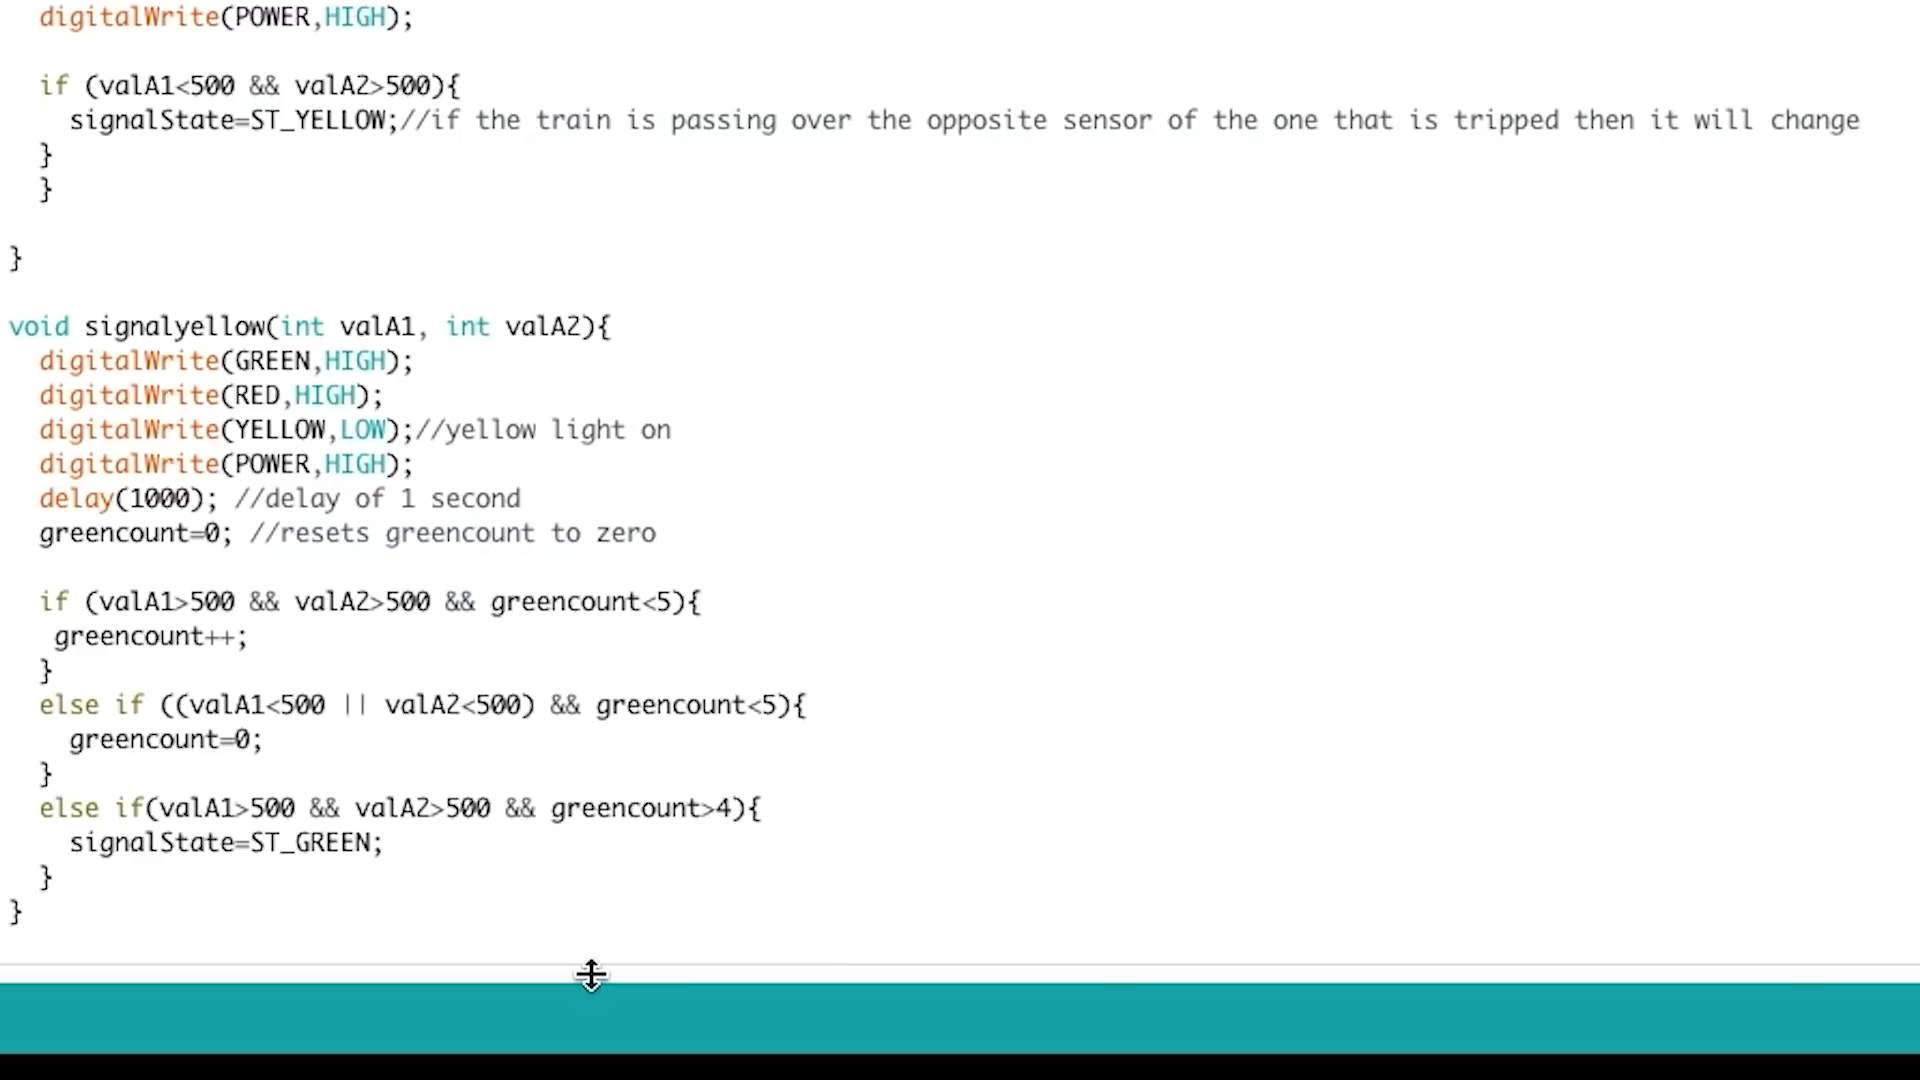 digitalWrite(POWER,HIGH);
if (valA1<500 && valA2>500){
signalState=ST_YELLOW;//if the train is passing over the opposite sensor of the one that is tripped then it will change
}
}
}
void signalyellow(int valA1, int valA2){
digitalWrite(GREEN,HIGH);
digitalWrite(RED,HIGH);
digitalWrite(YELLOW,LOW);//yellow light on
digitalWrite(POWER,HIGH);
delay(1000); //delay of 1 second
greencount=0; //resets greencount to zero
if (valA1>500 && valA2>500 && greencount<5){
greencount++;
}
else if ((valA1<500 || valA2<500) && greencount<5){
greencount=0;
}
else if(valA1>500 && valA2>500 && greencount>4){
signalState=ST_GREEN;
}
}